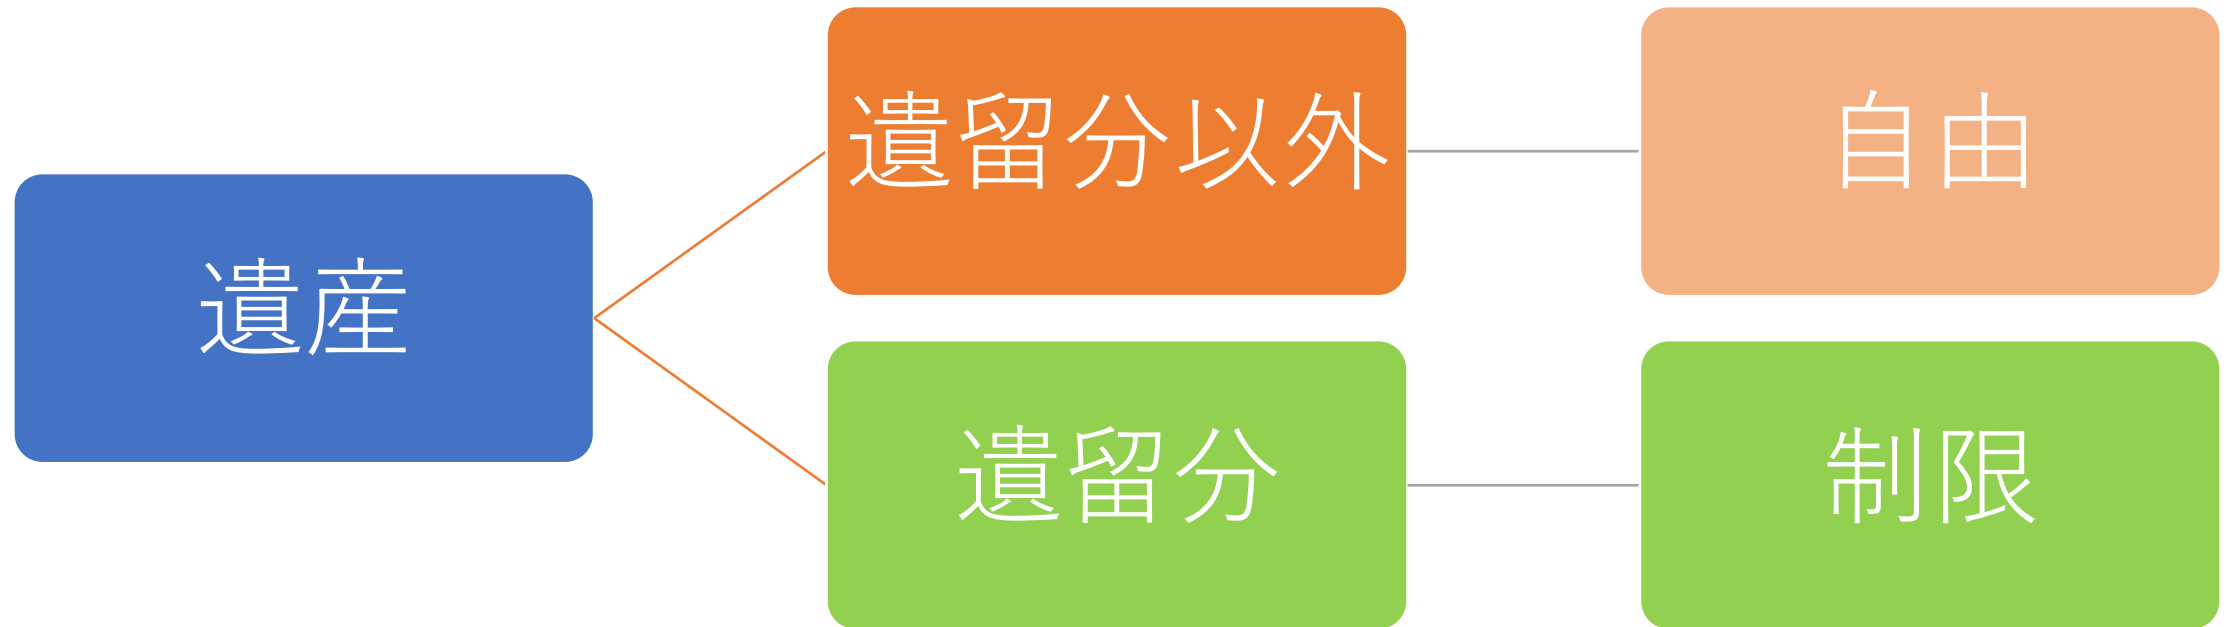 遺産
遺留分以外
自由
遺留分
制限